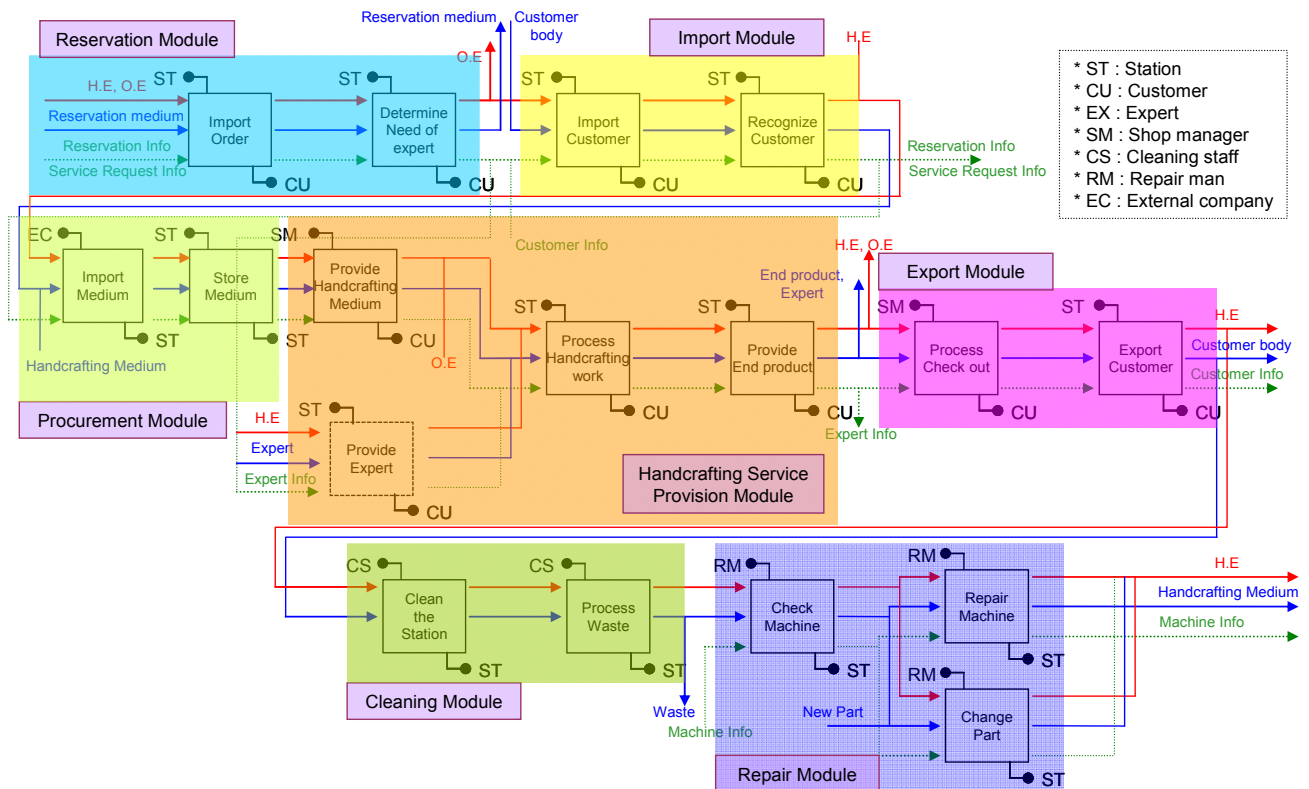 Reservation Module
Reservation medium
Customer
body
Import Module
H.E
O.E
* ST : Station
* CU : Customer
* EX : Expert
* SM : Shop manager
* CS : Cleaning staff
* RM : Repair man
* EC : External company
ST
ST
ST
ST
H.E, O.E
Reservation medium
Reservation Info
Service Request Info
Import
Order
Determine
Need of
expert
Import
Customer
Recognize
Customer
Reservation Info
Service Request Info
CU
CU
CU
CU
EC
ST
SM
Import
Medium
Store
Medium
Provide
Handcrafting
Medium
Customer Info
ST
ST
CU
Handcrafting Medium
O.E
Procurement Module
H.E, O.E
End product,
Expert
Export Module
ST
ST
SM
ST
Process
Handcrafting
work
Provide
End product
Process
Check out
Export
Customer
H.E
Customer body
Customer Info
CU
CU
CU
CU
Expert Info
H.E
Expert
Expert Info
ST
Provide
Expert
CU
Handcrafting Service
Provision Module
CS
CS
RM
RM
Clean
the
Station
Process
Waste
Check
Machine
Repair
Machine
H.E
Handcrafting Medium
Machine Info
ST
ST
ST
ST
Cleaning Module
Waste
Machine Info
New Part
RM
Change
Part
ST
Repair Module